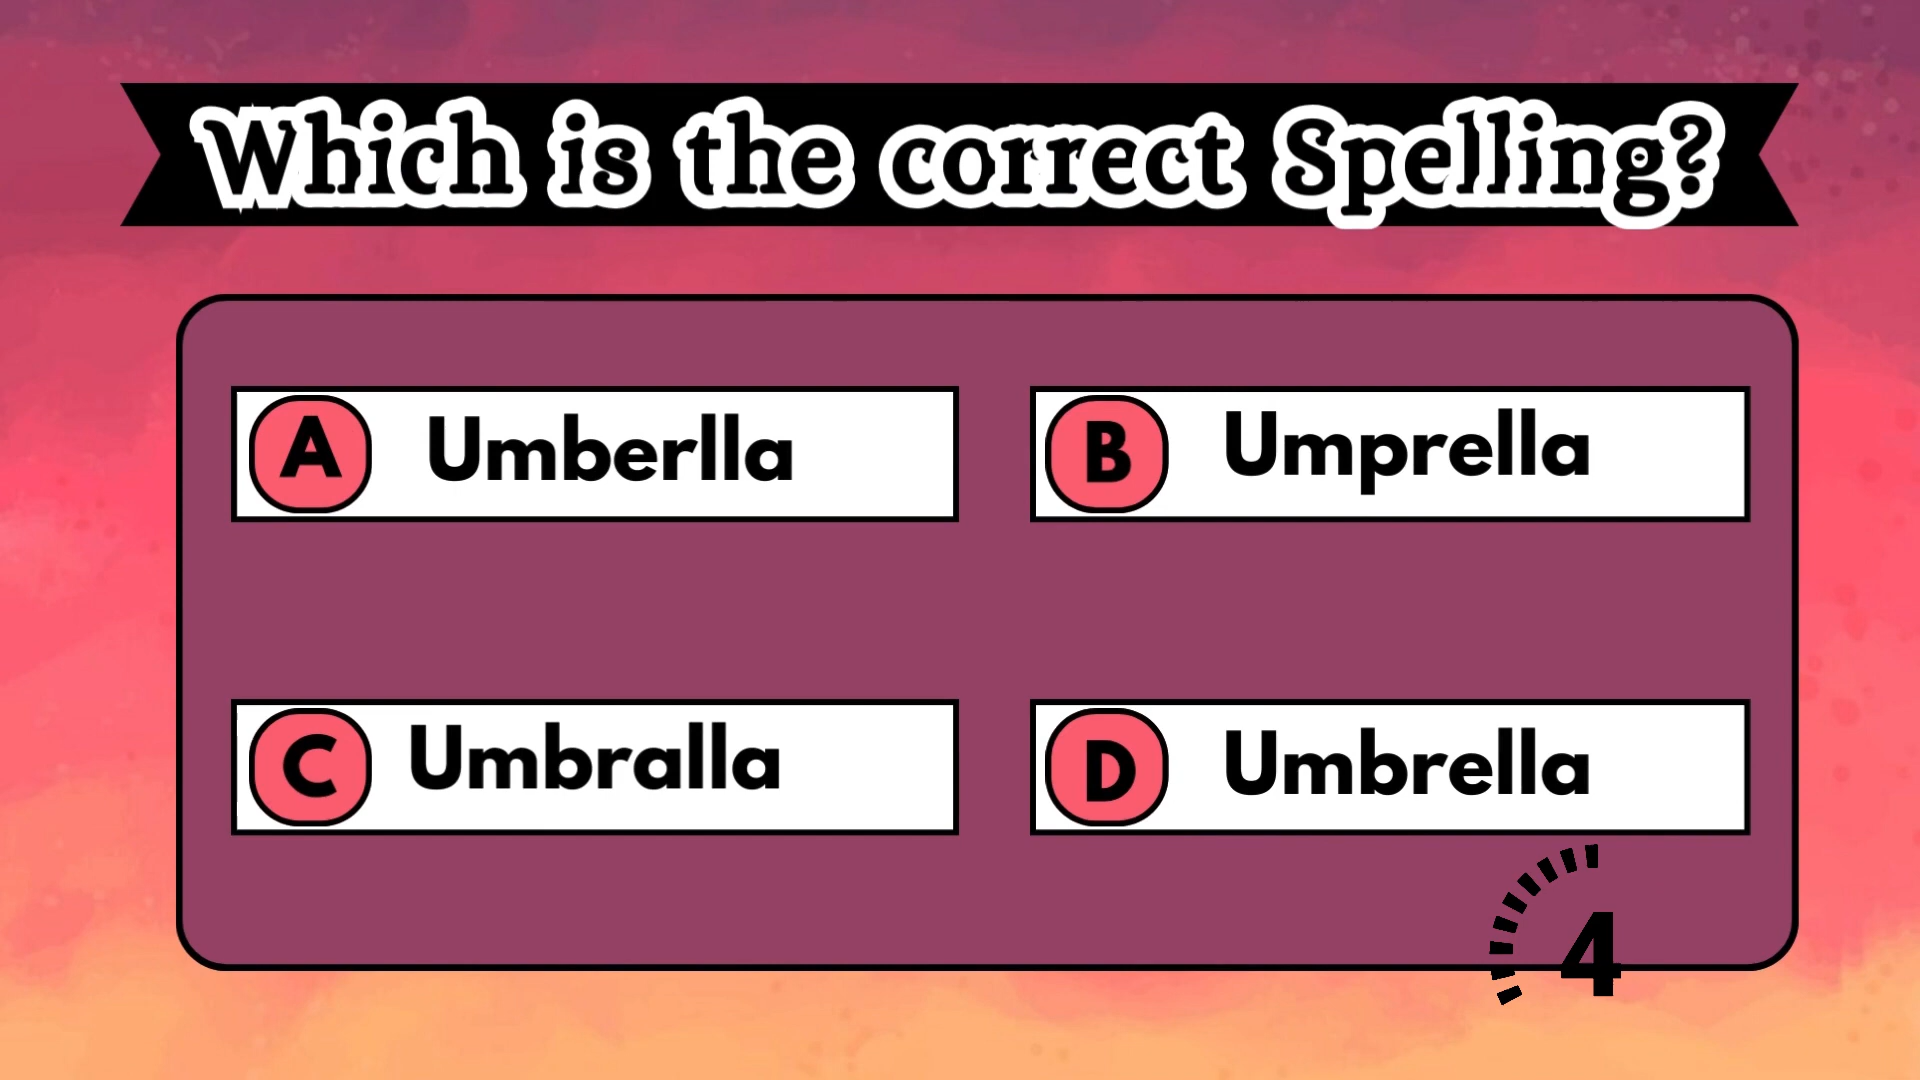 Which is the correct Spelling?
A Umberlla
B Umprella
C Umbralla
D Umbrella
4